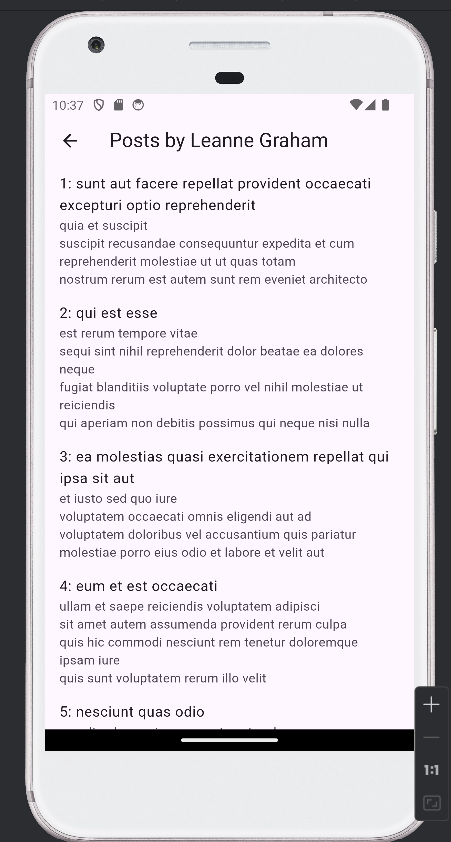 10:37
Posts by Leanne Graham
1: sunt aut facere repellat provident occaecati
excepturi optio reprehenderit
quia et suscipit
suscipit recusandae consequuntur expedita et cum
reprehenderit molestiae ut ut quas totam
nostrum rerum est autem sunt rem eveniet architecto
2: qui est esse
est rerum tempore vitae
sequi sint nihil reprehenderit dolor beatae ea dolores
neque
fugiat blanditiis voluptate porro vel nihil molestiae ut
reiciendis
qui aperiam non debitis possimus qui neque nisi nulla
3: ea molestias quasi exercitationem repellat qui
ipsa sit aut
et iusto sed quo iure
voluptatem occaecati omnis eligendi aut ad
voluptatem doloribus vel accusantium quis pariatur
molestiae porro eius odio et labore et velit aut
4: eum et est occaecati
ullam et saepe reiciendis voluptatem adipisci
sit amet autem assumenda provident rerum culpa
quis hic commodi nesciunt rem tenetur doloremque
ipsam iure
quis sunt voluptatem rerum illo velit
5: nesciunt quas odio
1:1